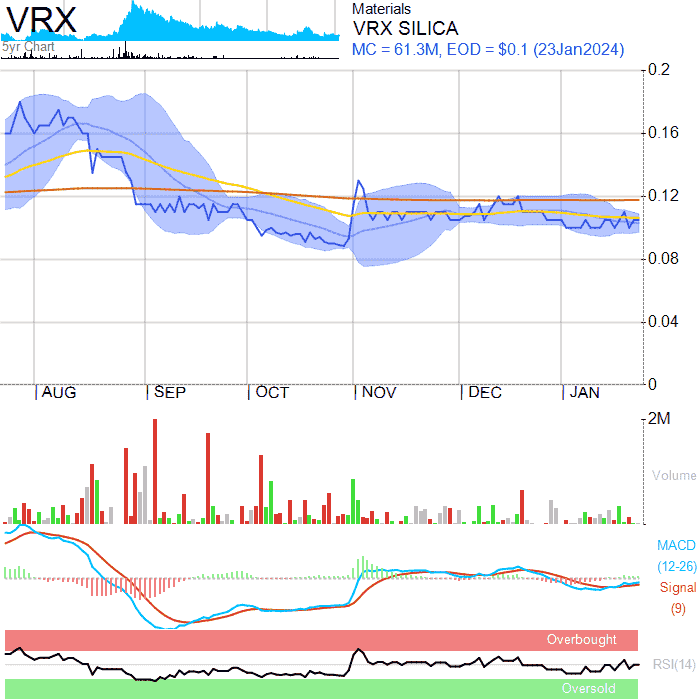 VRX
5yr Chart
Materials
VRX SILICA
MC = 61.3M, EOD = $0.1 (23Jan2024)
0.2
0.16
0.12
0.08
0.04
0
AUG
SEP
OCT
NOV
DEC
JAN
2M
Volume
MACD
(12-26)
Signal
(9)
Overbought
RSI(14)
Oversold